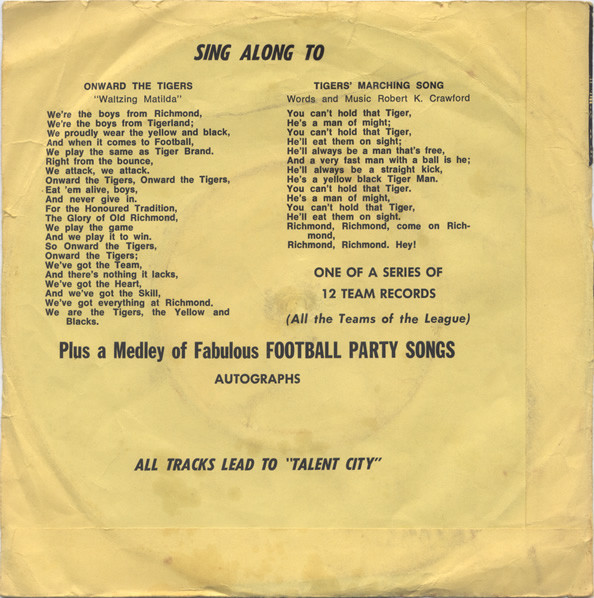 SING ALONG TO
ONWARD THE TIGERS
"Waltzing Matilda"
We're the boys from Richmond,
We're the boys from Tigerland;
We proudly wear the yellow and black,
And when it comes to Football,
We play the same as Tiger Brand.
Right from the bounce,
We attack, we attack.
Onward the Tigers, Onward the Tigers,
Eat 'em alive, boys,
And never give in.
For the Honoured Tradition,
The Glory of Old Richmond,
We play the game
And we play it to win.
So Onward the Tigers,
Onward the Tigers;
We've got the Team,
And there's nothing it lacks,
We've got the Heart,
And we've got the Skill,
We've got everything at Richmond.
We are the Tigers, the Yellow and
Blacks.
TIGERS' MARCHING SONG
Words and Music Robert K. Crawford
You can't hold that Tiger,
He's a man of might;
You can't hold that Tiger,
He'll eat them on sight;
He'll always be a man that's free,
And a very fast man with a ball is he;
He'll always be a straight kick,
He's a yellow black Tiger Man.
You can't hold that Tiger.
He's a man of might,
You can't hold that Tiger,
He'll eat them on sight.
Richmond, Richmond, come on Rich-
mond,
Richmond, Richmond. Hey!
ONE OF A SERIES OF
12 TEAM RECORDS
(All the Teams of the League)
Plus a Medley of Fabulous FOOTBALL PARTY SONGS
AUTOGRAPHS
ALL TRACKS LEAD TO "TALENT CITY"